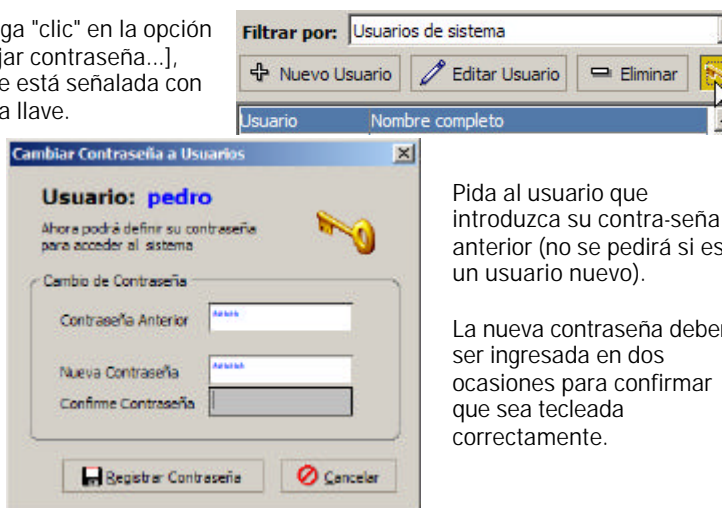 ga "clic" en la opción
jar contraseña...],
e está señalada con
a llave.
Filtrar por: Usuarios de sistema
Nuevo Usuario Editar Usuario Eliminar
Usuario Nombre completo
Cambiar Contraseña a Usuarios
Usuario: pedro
Ahora podrá definir su contraseña
para acceder al sistema
Cambio de Contraseña
Contraseña Anterior
Nueva Contraseña
Confirme Contraseña
Registrar Contraseña Cancelar
Pida al usuario que
introduzca su contra-seña
anterior (no se pedirá si es
un usuario nuevo).
La nueva contraseña deber
ser ingresada en dos
ocasiones para confirmar
que sea tecleada
correctamente.